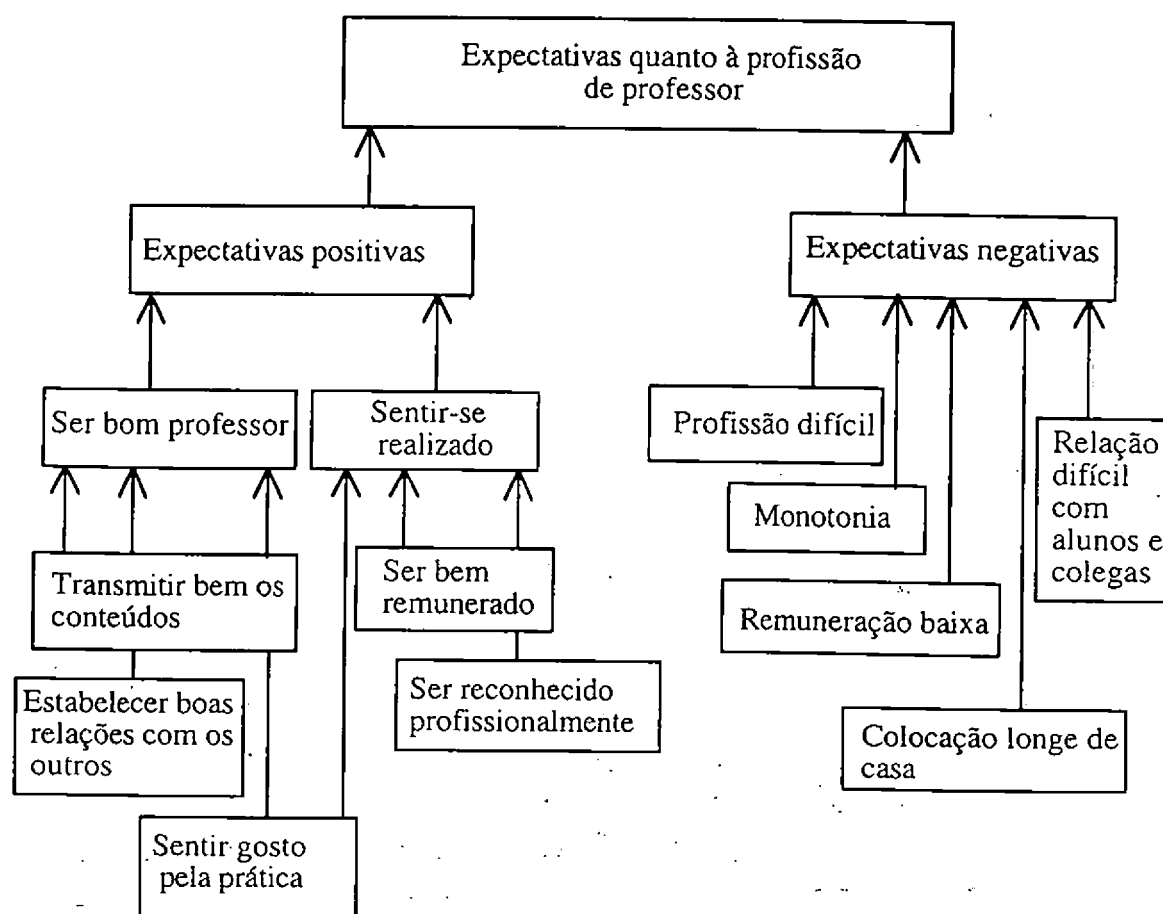 Expectativas quanto à profissão
de professor
Expectativas positivas
Expectativas negativas
Ser bom professor
Sentir-se
realizado
Profissão difícil
Relação
difícil
com
alunos e
colegas
Monotonia
Transmitir bem os
conteúdos
Ser bem
remunerado
Remuneração baixa
Estabelecer boas
relações com os
outros
Ser reconhecido
profissionalmente
Colocação longe de
casa
Sentir gosto
pela prática